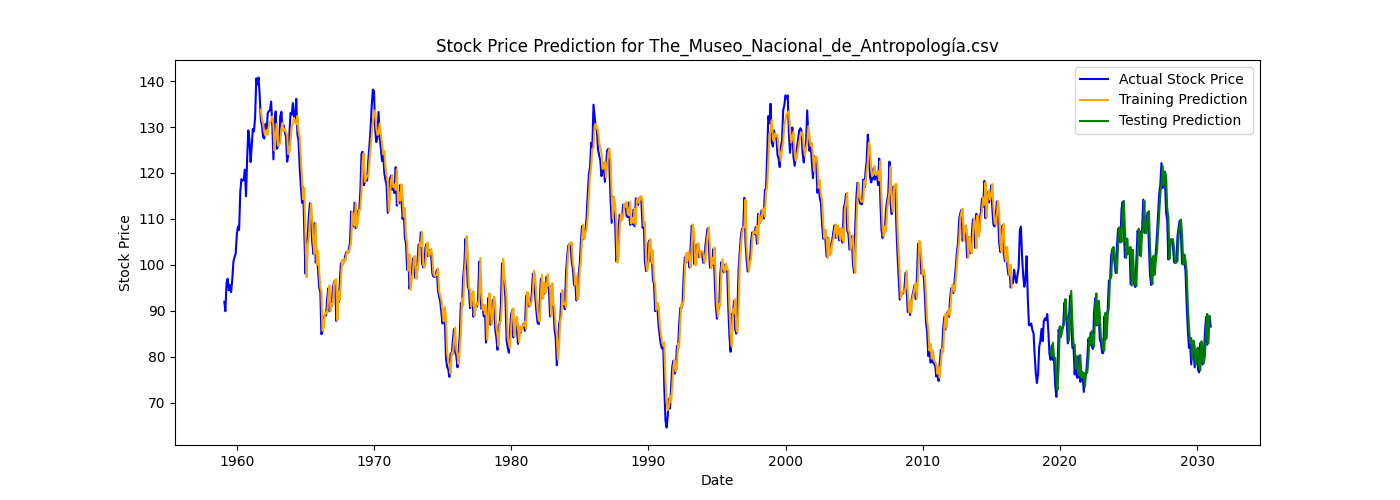 Stock Price Prediction for The_Museo_Nacional_de_Antropología.csv
Actual Stock Price
Training Prediction
Testing Prediction
Stock Price
140
130
120
110
100
90
80
70
1960
1970
1980
1990
2000
2010
2020
2030
Date